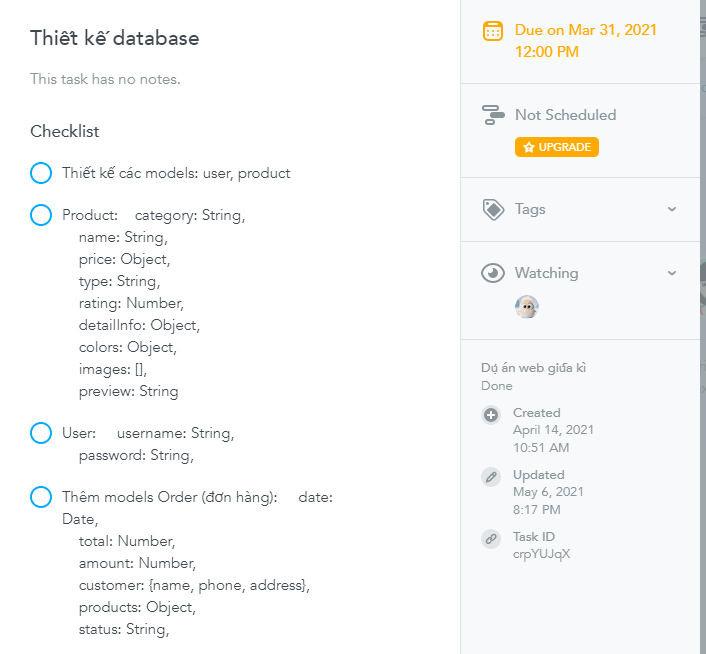 Thiết kế database
This task has no notes.
Checklist
Thiết kế các models: user, product
Product: category: String,
name: String,
price: Object,
type: String,
rating: Number,
detailInfo: Object,
colors: Object,
images: [],
preview: String
User: username: String,
password: String,
Thêm models Order (đơn hàng): date:
Date,
total: Number,
amount: Number,
customer: {name, phone, address},
products: Object,
status: String,
Due on Mar 31, 2021
12:00 PM
Not Scheduled
UPGRADE
Tags
Watching
Dự án web giữa kì
Done
Created
April 14, 2021
10:51 AM
Updated
May 6, 2021
8:17 PM
Task ID
crpYUJqX